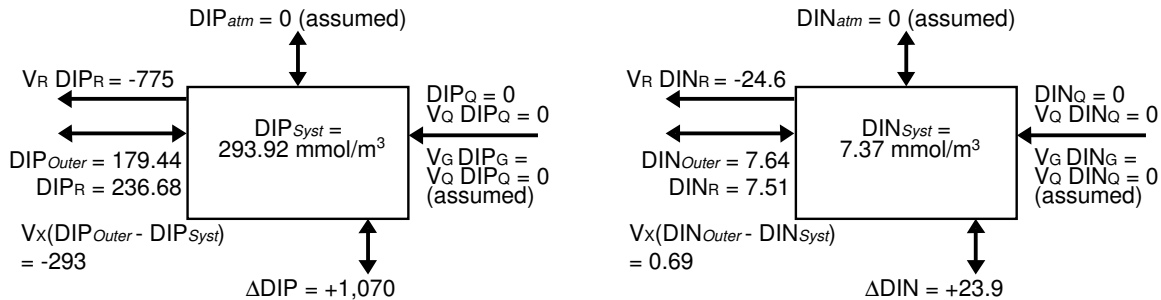 DIPatm = 0 (assumed)
VR DIPR = -775
DIPQ = 0
VQ DIPQ = 0
DIPSyst =
293.92 mmol/m³
DIPOuter = 179.44
DIPR = 236.68
VG DIPG =
VQ DIPQ = 0
(assumed)
VX(DIPOuter - DIPSyst)
= -293
ΔDIP = +1,070
DINatm = 0 (assumed)
VR DINR = -24.6
DINQ = 0
VQ DINQ = 0
DINSyst =
7.37 mmol/m³
DINOuter = 7.64
DINR = 7.51
VG DING =
VQ DINQ = 0
(assumed)
VX(DINOuter - DINSyst)
= 0.69
ΔDIN = +23.9